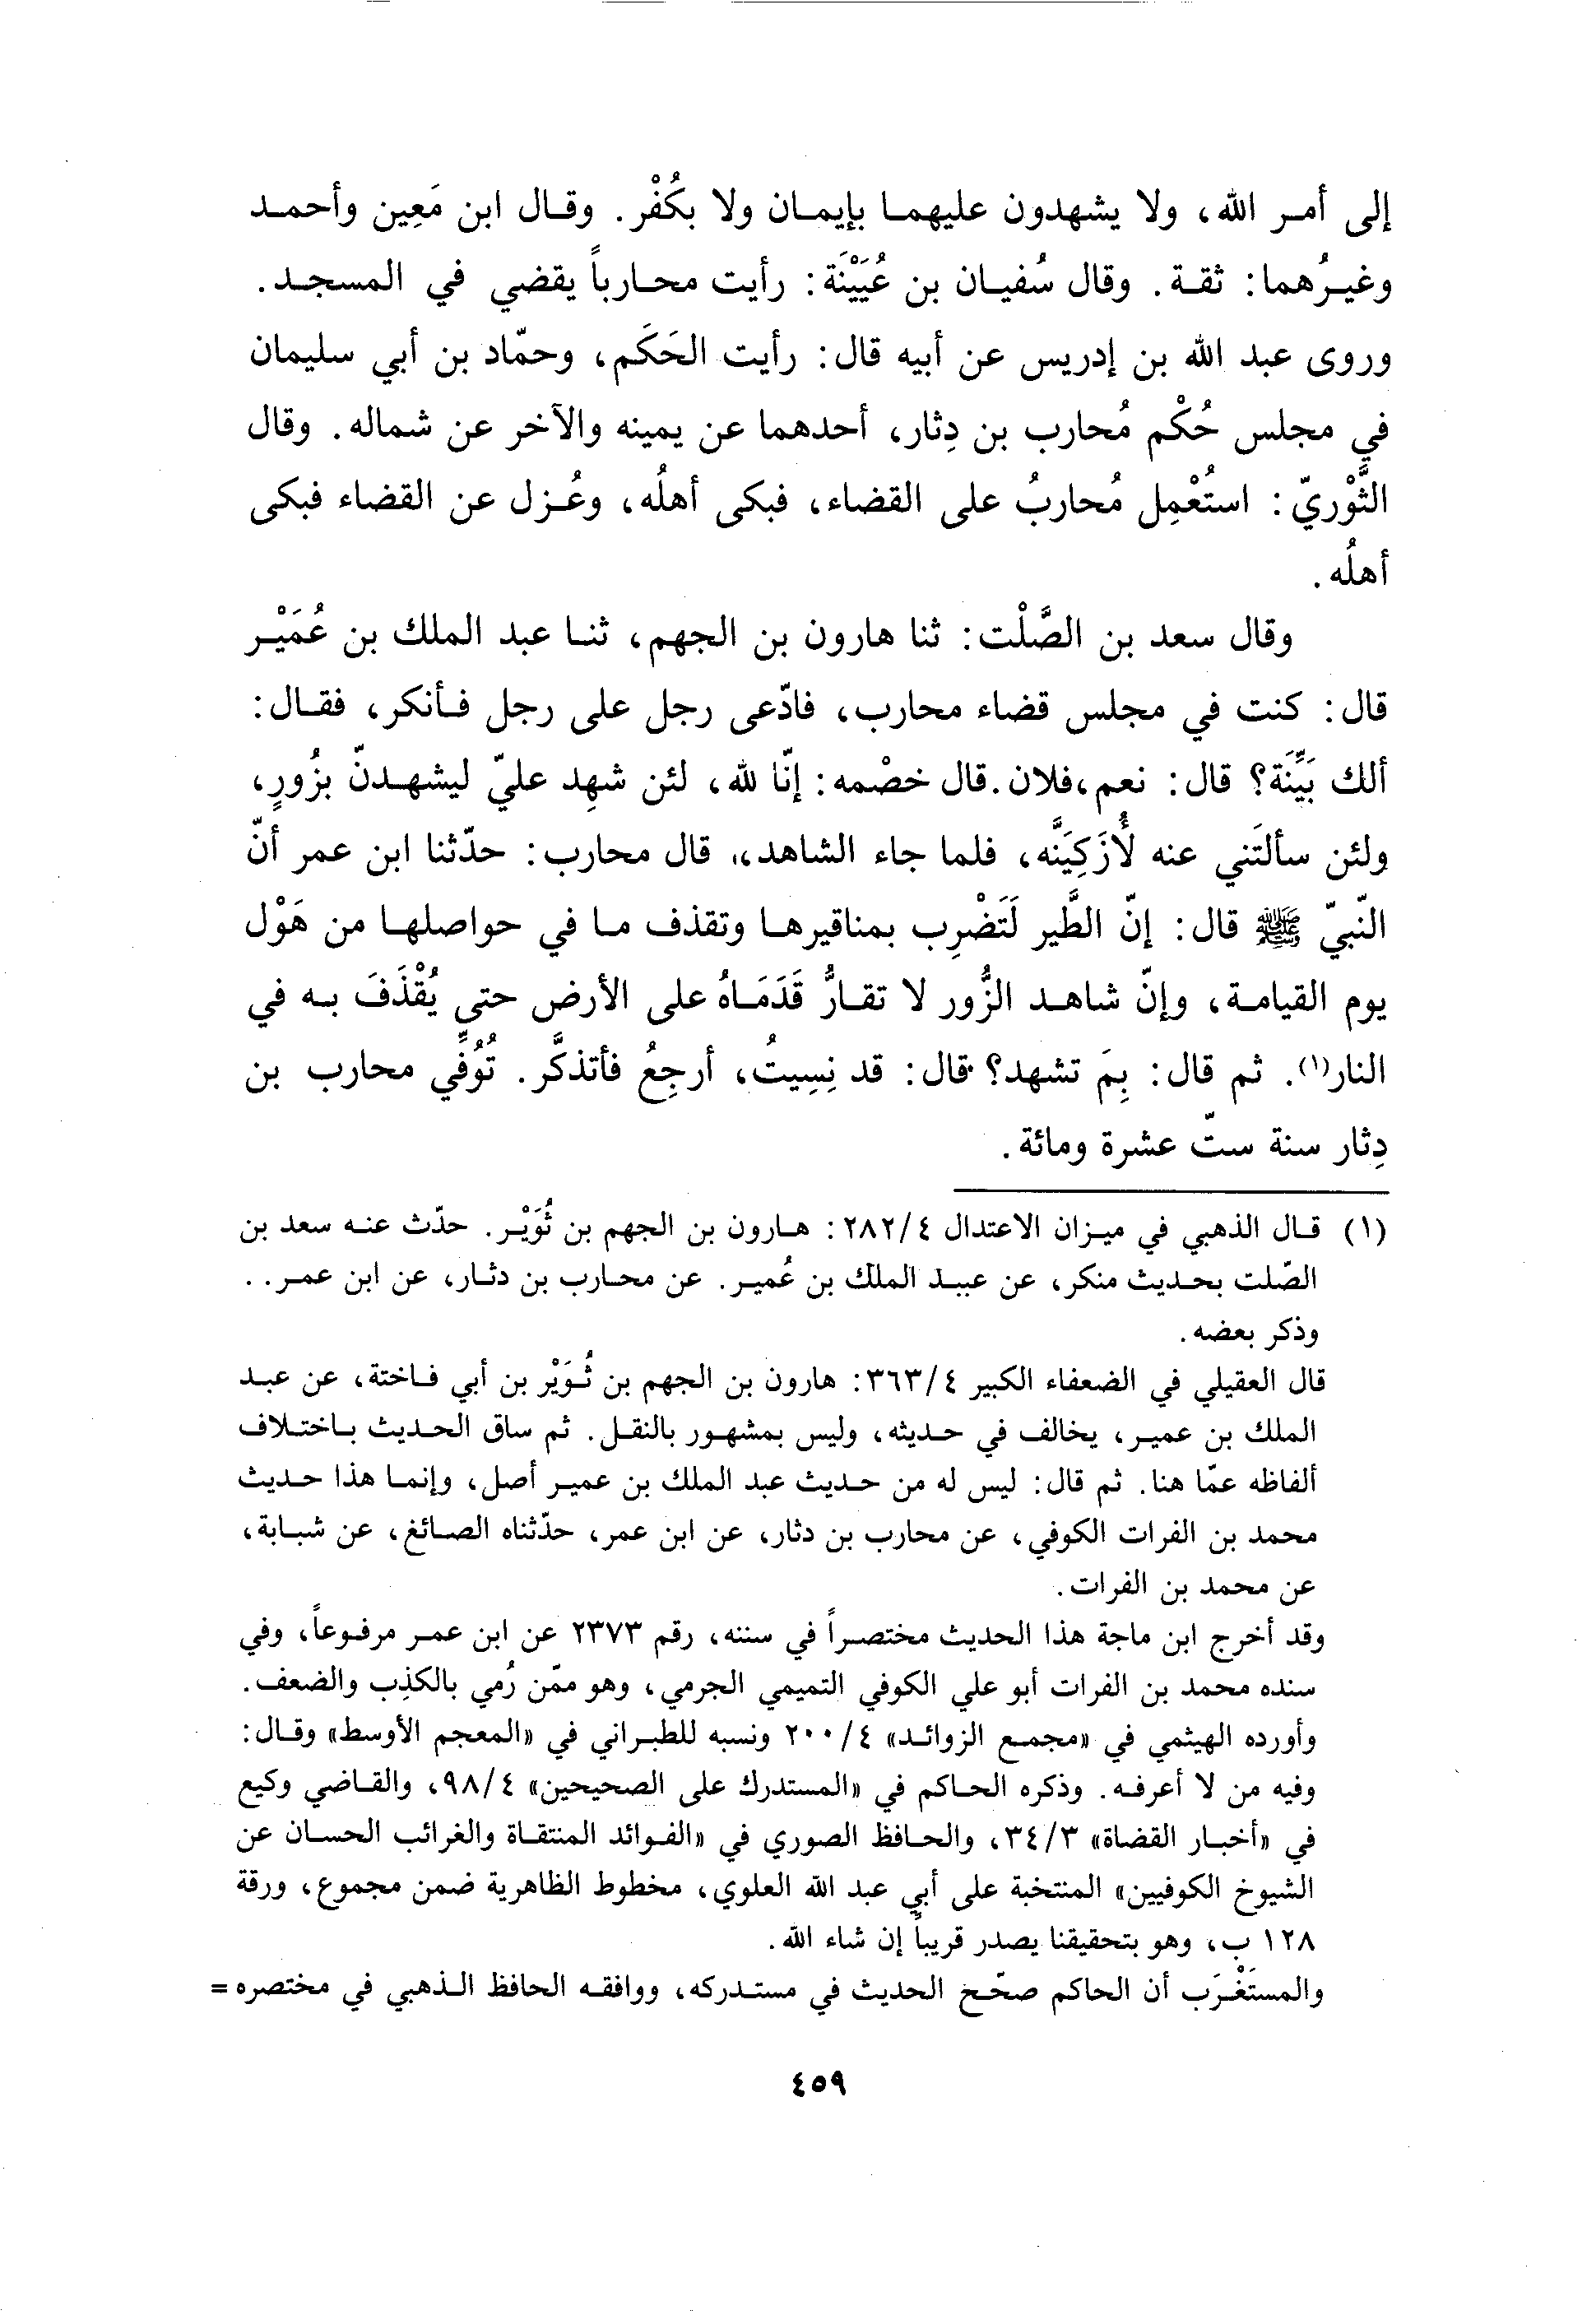 إلى أمر الله، ولا يشهدون عليهما بإيمان ولا بكُفْر. وقال ابن مَعِين وأحمد
وغيرُهما: ثقة. وقال سُفيان بن عُيَيْنَة: رأيت محارباً يقضي في المسجد.
وروى عبد الله بن إدريس عن أبيه قال: رأيت الحَكَم، وحمّاد بن أبي سليمان
في مجلس حُكْم مُحارب بن دِثار، أحدهما عن يمينه والآخر عن شماله. وقال
الثَّوْريّ: استُعْمِل مُحاربُ على القضاء، فبكى أهلُه، وعُزل عن القضاء فبكى
أهلُه.
وقال سعد بن الصَّلْت: ثنا هارون بن الجهم، ثنا عبد الملك بن عُمَيْر
قال: كنت في مجلس قضاء محارب، فادّعى رجل على رجل فأنكر، فقال:
ألك بَيِّنَة؟ قال: نعم، فلان. قال خصْمه: إنّا لله، لئن شهِد عليّ ليشهدنّ بزُورٍ،
ولئن سألتَني عنه لأُزَكِيَنَّه، فلما جاء الشاهد، قال محارب: حدّثنا ابن عمر أنّ
النّبيّ ﷺ قال: إنّ الطَّير لَتَضْرِب بمناقيرها وتقذف ما في حواصلها من هَوْل
يوم القيامة، وإنّ شاهد الزُّور لا تقارُّ قَدَمَاهُ على الأرض حتى يُقْذَفَ به في
النار(١). ثم قال: بِمَ تشهد؟ قال: قد نِسِيتُ، أرجِعُ فأتذكَّر. تُوُفِّي محارب بن
دِثار سنة ستّ عشرة ومائة.
(١) قال الذهبي في ميزان الاعتدال ٤/٢٨٢: هارون بن الجهم بن ثُوَيْر. حدّث عنه سعد بن
الصّلت بحديث منكر، عن عبيد الملك بن عُمير. عن محارب بن دثار، عن ابن عمر..
وذكر بعضه.
قال العقيلي في الضعفاء الكبير ٤/٣٦٣: هارون بن الجهم بن ثُوَيْر بن أبي فاختة، عن عبد
الملك بن عمير، يخالف في حديثه، وليس بمشهور بالنقل. ثم ساق الحديث باختلاف
ألفاظه عمّا هنا. ثم قال: ليس له من حديث عبد الملك بن عمير أصل، وإنما هذا حديث
محمد بن الفرات الكوفي، عن محارب بن دثار، عن ابن عمر، حدّثناه الصائغ، عن شبابة،
عن محمد بن الفرات.
وقد أخرج ابن ماجة هذا الحديث مختصراً في سننه، رقم ٢٣٧٣ عن ابن عمر مرفوعاً، وفي
سنده محمد بن الفرات أبو علي الكوفي التميمي الجرمي، وهو ممّن رُمي بالكذِب والضعف.
وأورده الهيثمي في «مجمع الزوائد» ٤/٢٠٠ ونسبه للطبراني في «المعجم الأوسط» وقال:
وفيه من لا أعرفه. وذكره الحاكم في «المستدرك على الصحيحين» ٤/٩٨، والقاضي وكيع
في «أخبار القضاة» ٣/٣٤، والحافظ الصوري في «الفوائد المنتقاة والغرائب الحسان عن
الشيوخ الكوفيين» المنتخبة على أبي عبد الله العلوي، مخطوط الظاهرية ضمن مجموع، ورقة
١٢٨ ب، وهو بتحقيقنا يصدر قريباً إن شاء الله.
والمستَغْرَب أن الحاكم صحّح الحديث في مستدركه، ووافقه الحافظ الذهبي في مختصره =
٤٥٩